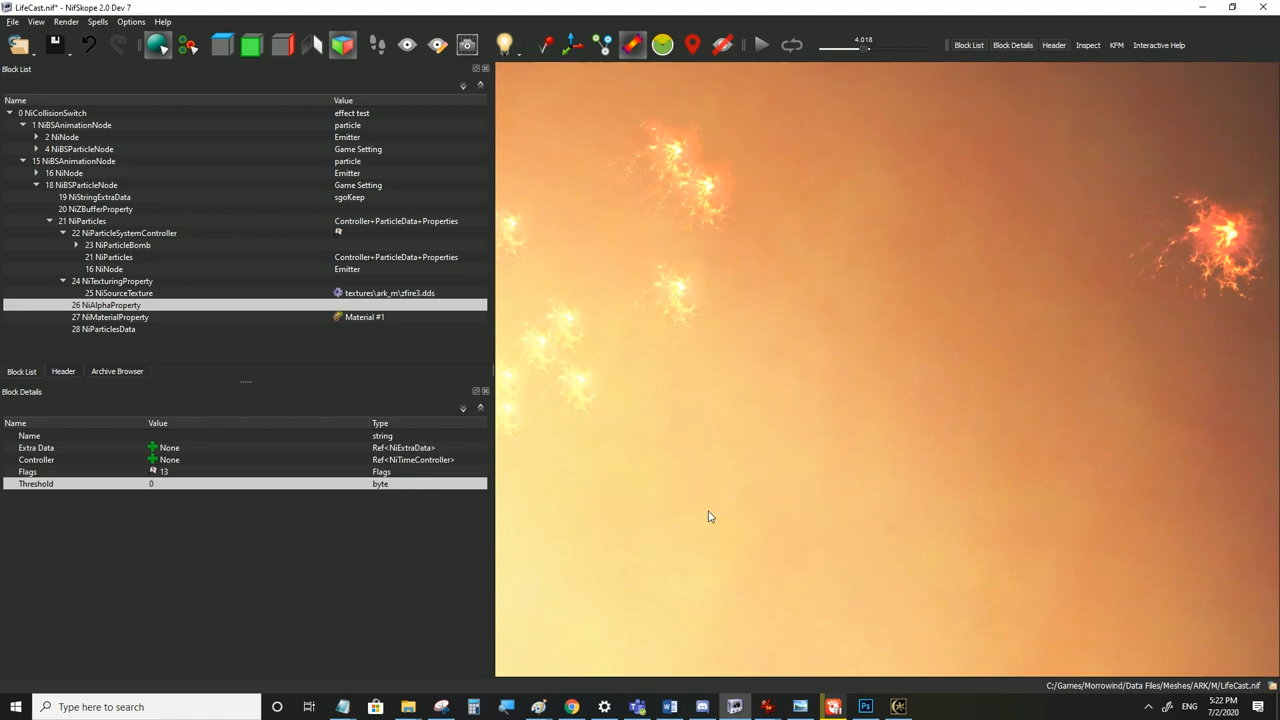 LifeCast.nif* - NifSkope 2.0 Dev 7
File View Render Spells Options Help
4.018
Block List Block Details Header Inspect KFM Interactive Help
Block List
Name Value
0 NiCollisionSwitch effect test
1 NiBSAnimationNode particle
2 NiNode Emitter
4 NiBSParticleNode Game Setting
15 NiBSAnimationNode particle
16 NiNode Emitter
18 NiBSParticleNode Game Setting
19 NiStringExtraData sgoKeep
20 NiZBufferProperty
21 NiParticles Controller+ParticleData+Properties
22 NiParticleSystemController
23 NiParticleBomb
21 NiParticles Controller+ParticleData+Properties
16 NiNode Emitter
24 NiTexturingProperty
25 NiSourceTexture textures\ark_m\zfire3.dds
26 NiAlphaProperty
27 NiMaterialProperty Material #1
28 NiParticlesData
Block List Header Archive Browser
Block Details
Name Value Type
Name string
Extra Data None Ref<NiExtraData>
Controller None Ref<NiTimeController>
Flags 13 Flags
Threshold 0 byte
C:/Games/Morrowind/Data Files/Meshes/ARK/M/LifeCast.nif
Type here to search
ENG
5:22 PM
7/2/2020